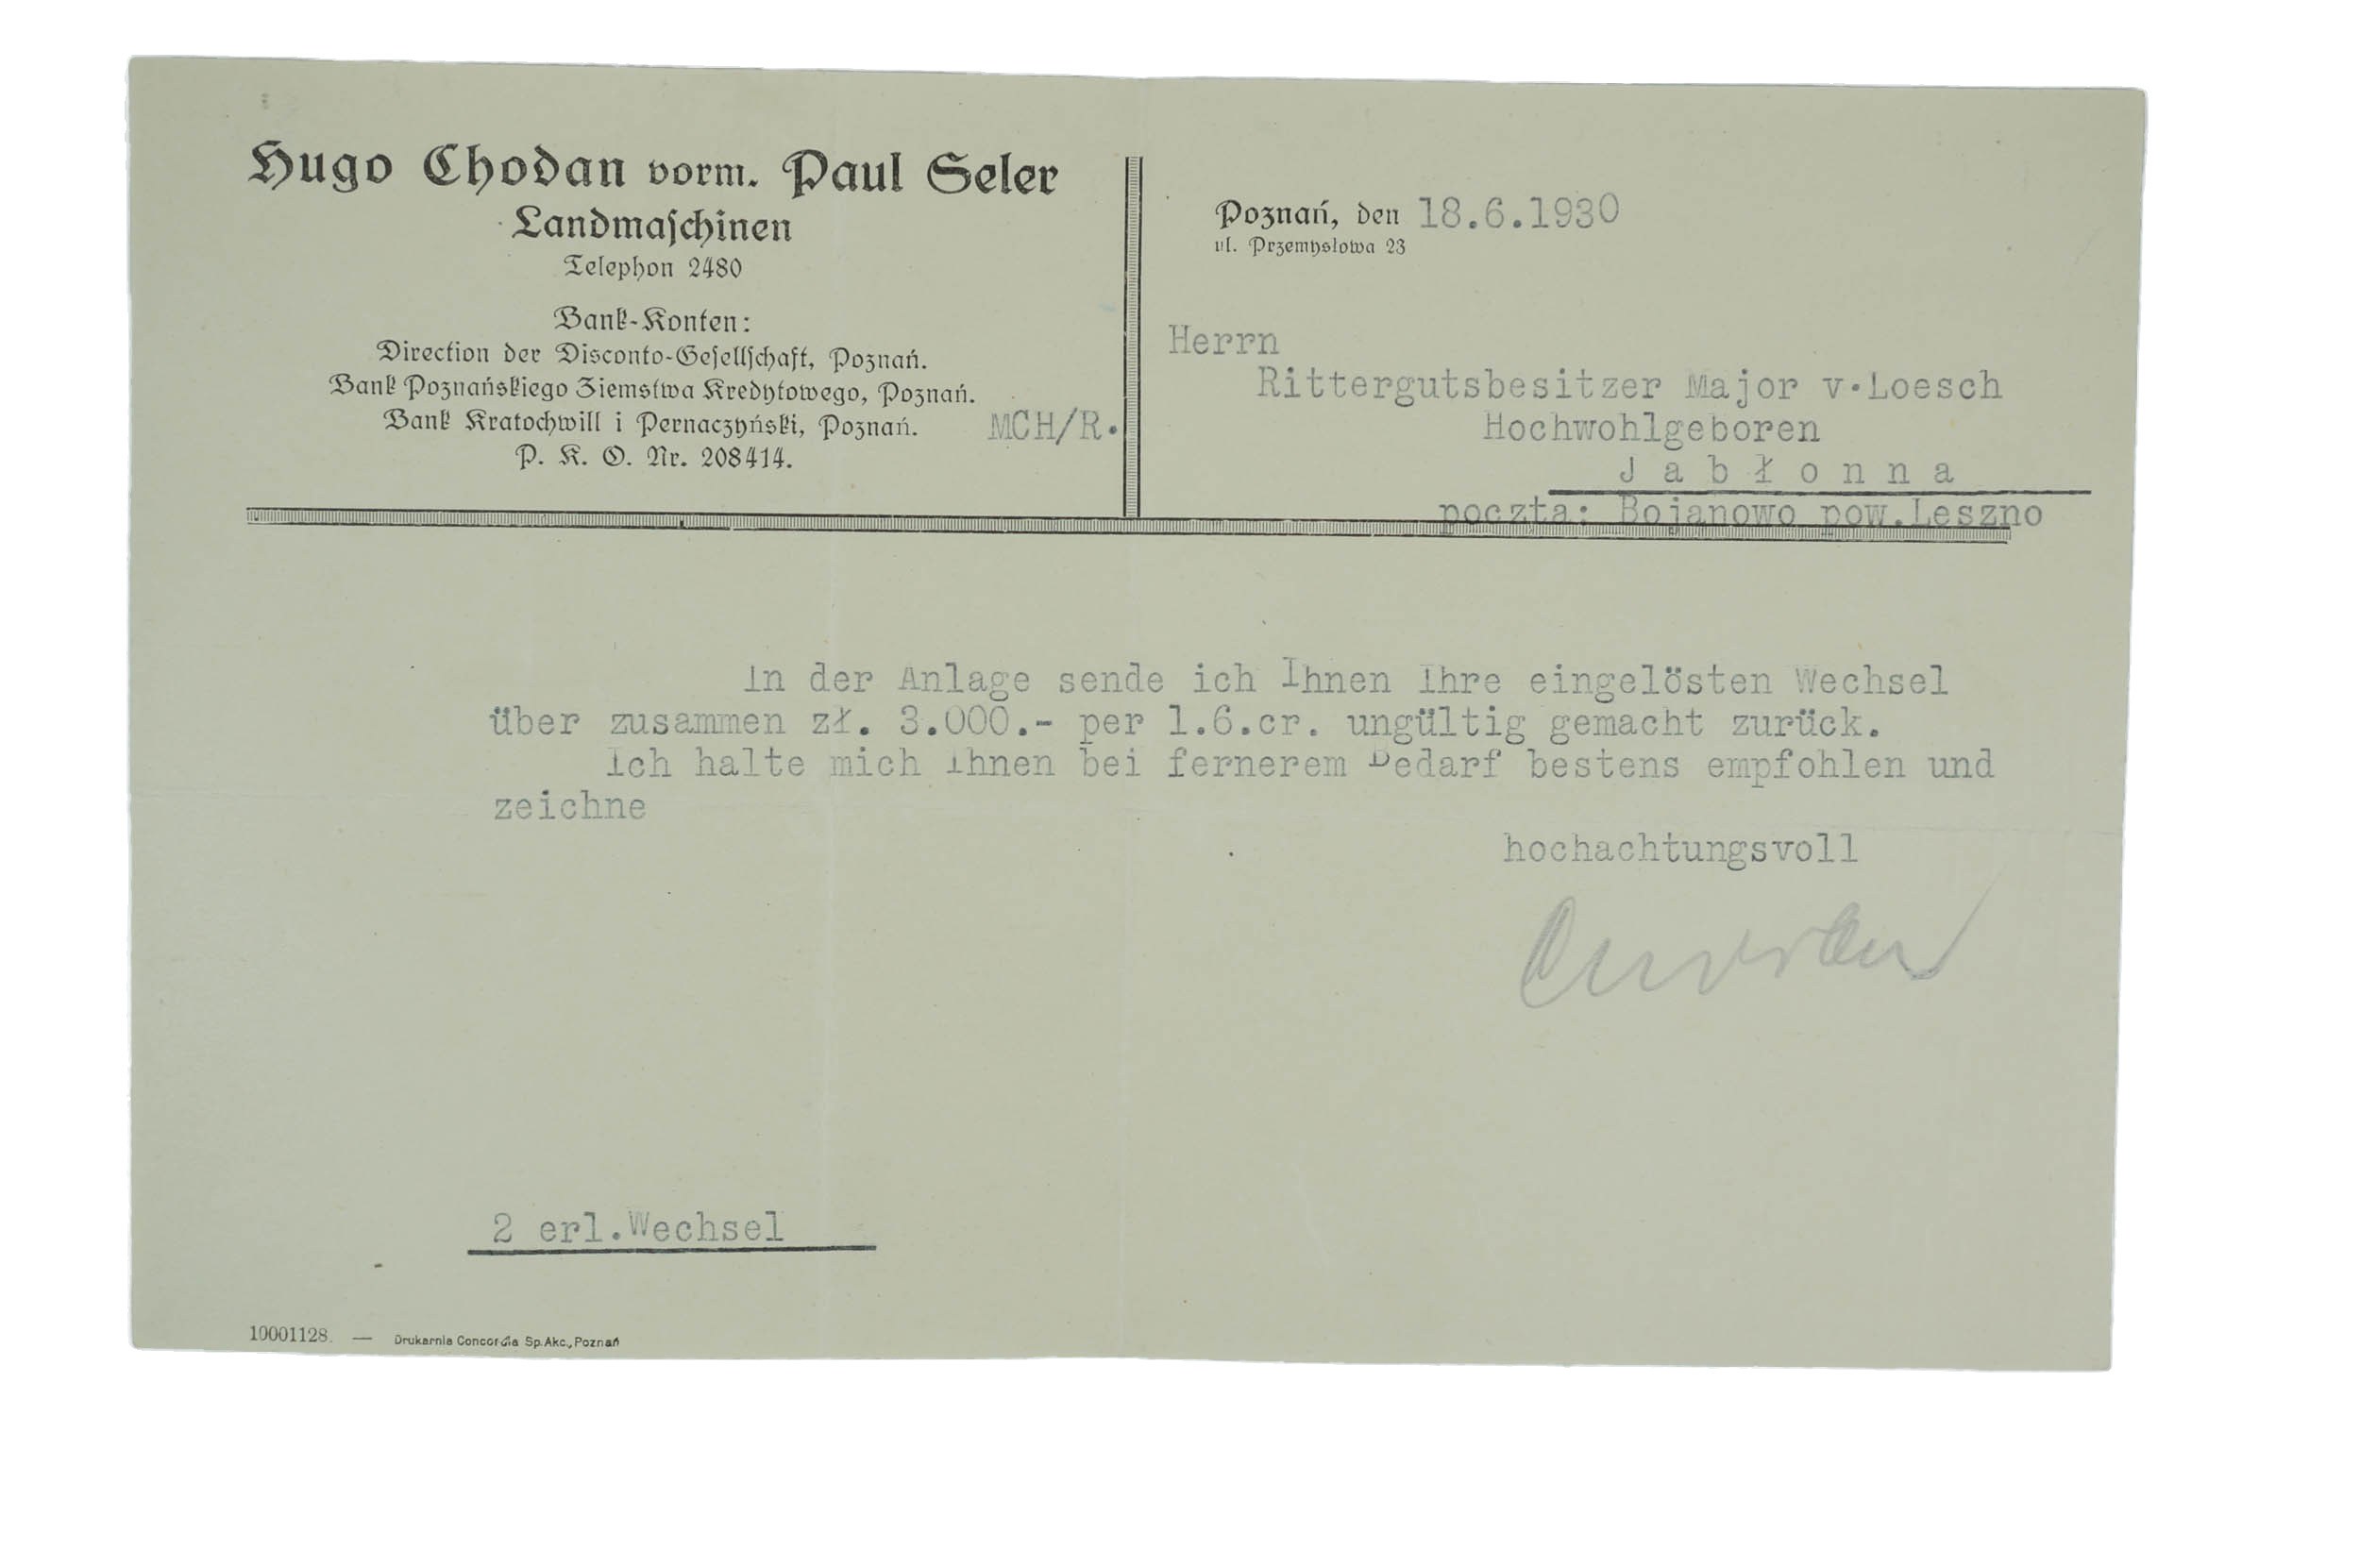 Hugo Chodan vorm. Paul Seler
Landmaschinen
Telephon 2480
Bank-Konten:
Direction der Disconto-Gesellschaft, Poznań.
Bank Poznańskiego Ziemstwa Kredytowego, Poznań.
Bank Kratochwill i Pernaczyński, Poznań.
P. K. O. Nr. 208414.
MCH/R.
Poznań, den 18.6.1930
ul. Przemysłowa 23
Herrn
Rittergutsbesitzer Major v.Loesch
Hochwohlgeboren
J a b ł o n n a
poczta: Bojanowo pow.Leszno
In der Anlage sende ich Ihnen Ihre eingelösten Wechsel
über zusammen zł. 3.000.- per 1.6.cr. ungültig gemacht zurück.
Ich halte mich Ihnen bei fernerem Bedarf bestens empfohlen und
zeichne
hochachtungsvoll
2 erl.Wechsel
10001128. — Drukarnia Concordia Sp. Akc., Poznań